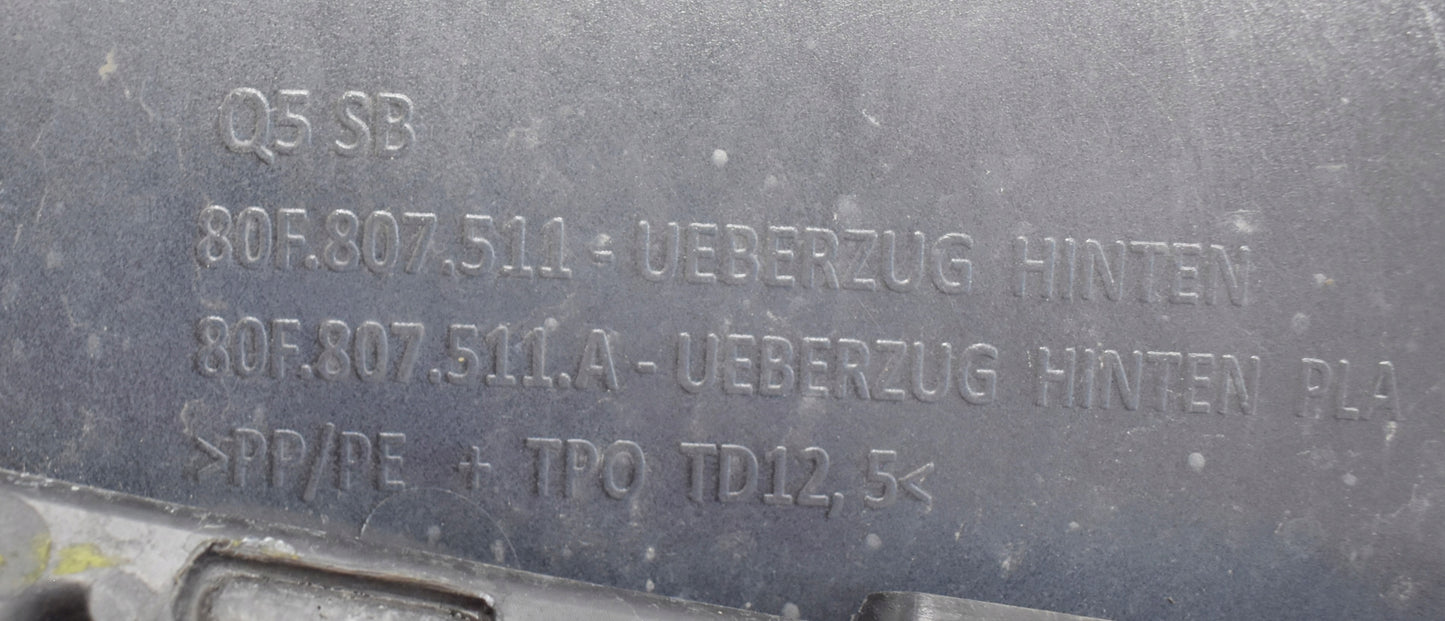 Q5 SB
80F.807.511 - UEBERZUG HINTEN
80F.807.511.A - UEBERZUG HINTEN PLA
>PP/PE + TPO TD12,5<